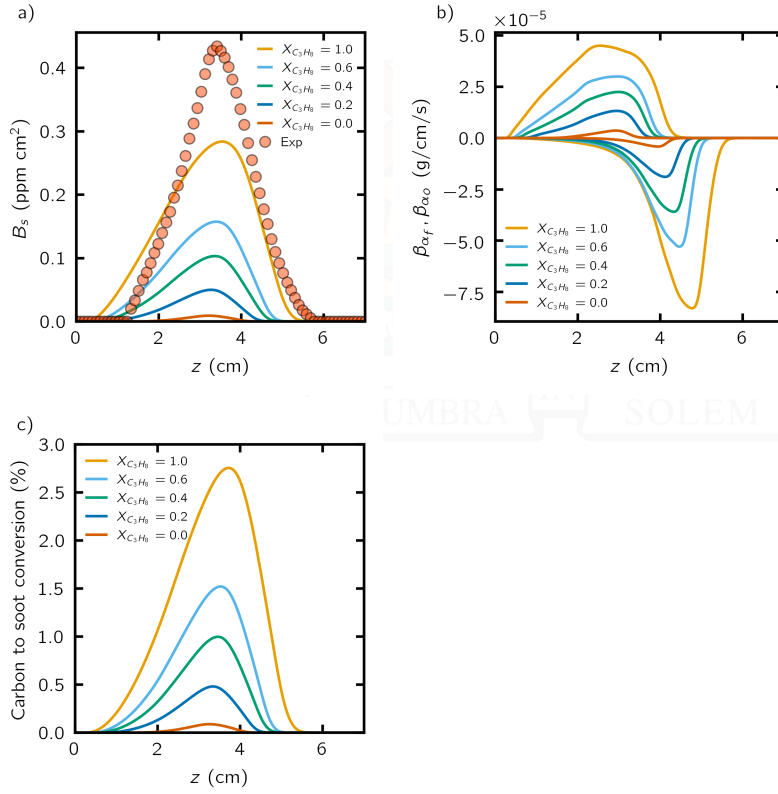 a)
B_s (ppm cm²)
0.4
0.3
0.2
0.1
0.0
X_{C₃H₈} = 1.0
X_{C₃H₈} = 0.6
X_{C₃H₈} = 0.4
X_{C₃H₈} = 0.2
X_{C₃H₈} = 0.0
Exp
0 2 4 6
z (cm)
b)
×10⁻⁵
β_{α_f}, β_{α_o} (g/cm/s)
5.0
2.5
0.0
−2.5
−5.0
−7.5
X_{C₃H₈} = 1.0
X_{C₃H₈} = 0.6
X_{C₃H₈} = 0.4
X_{C₃H₈} = 0.2
X_{C₃H₈} = 0.0
0 2 4 6
z (cm)
UMBRA SOLEM
c)
Carbon to soot conversion (%)
3.0
2.5
2.0
1.5
1.0
0.5
0.0
X_{C₃H₈} = 1.0
X_{C₃H₈} = 0.6
X_{C₃H₈} = 0.4
X_{C₃H₈} = 0.2
X_{C₃H₈} = 0.0
0 2 4 6
z (cm)